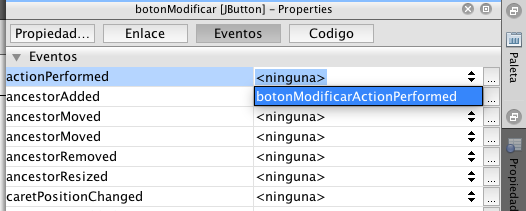 botonModificar [JButton] - Properties
Propiedad... Enlace Eventos Codigo
Eventos
actionPerformed <ninguna> ...
ancestorAdded botonModificarActionPerformed ...
ancestorMoved <ninguna> ...
ancestorMoved <ninguna> ...
ancestorRemoved <ninguna> ...
ancestorResized <ninguna> ...
caretPositionChanged <ninguna> ...
Paleta
Propiedad